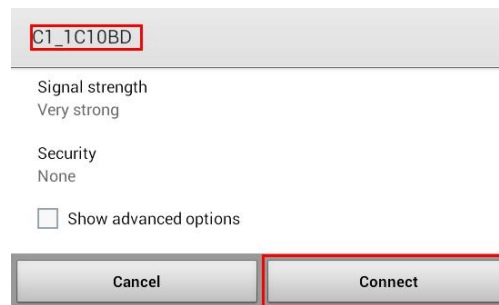 C1_1C10BD
Signal strength
Very strong
Security
None
Show advanced options
Cancel
Connect